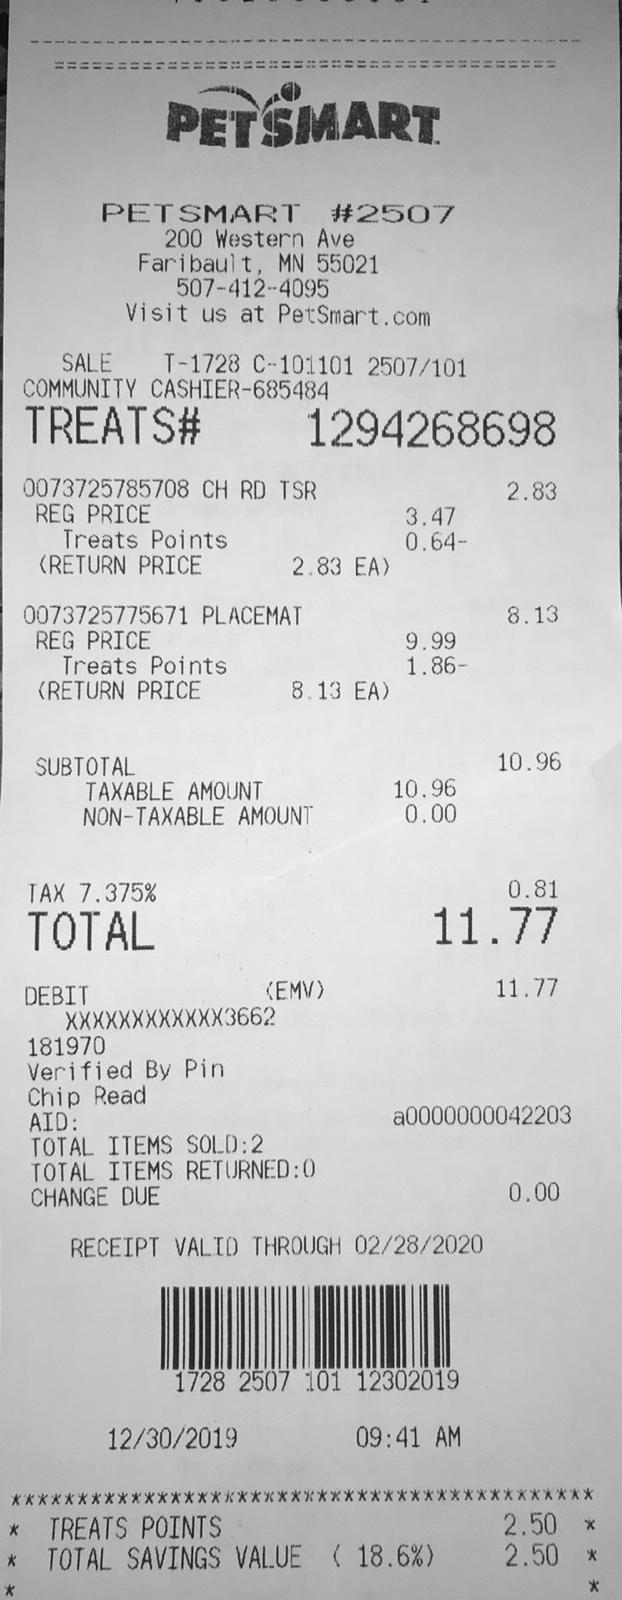 PETSMART
PETSMART #2507
200 Western Ave
Faribault, MN 55021
507-412-4095
Visit us at PetSmart.com
SALE T-1728 C-101101 2507/101
COMMUNITY CASHIER-685484
TREATS# 1294268698
0073725785708 CH RD TSR 2.83
REG PRICE 3.47
Treats Points 0.64-
(RETURN PRICE 2.83 EA)
0073725775671 PLACEMAT 8.13
REG PRICE 9.99
Treats Points 1.86-
(RETURN PRICE 8.13 EA)
SUBTOTAL 10.96
TAXABLE AMOUNT 10.96
NON-TAXABLE AMOUNT 0.00
TAX 7.375% 0.81
TOTAL 11.77
DEBIT (EMV) 11.77
XXXXXXXXXXXX3662
181970
Verified By Pin
Chip Read
AID: a0000000042203
TOTAL ITEMS SOLD:2
TOTAL ITEMS RETURNED:0
CHANGE DUE 0.00
RECEIPT VALID THROUGH 02/28/2020
1728 2507 101 12302019
12/30/2019 09:41 AM
*********************************************
* TREATS POINTS 2.50 *
* TOTAL SAVINGS VALUE ( 18.6%) 2.50 *
* *